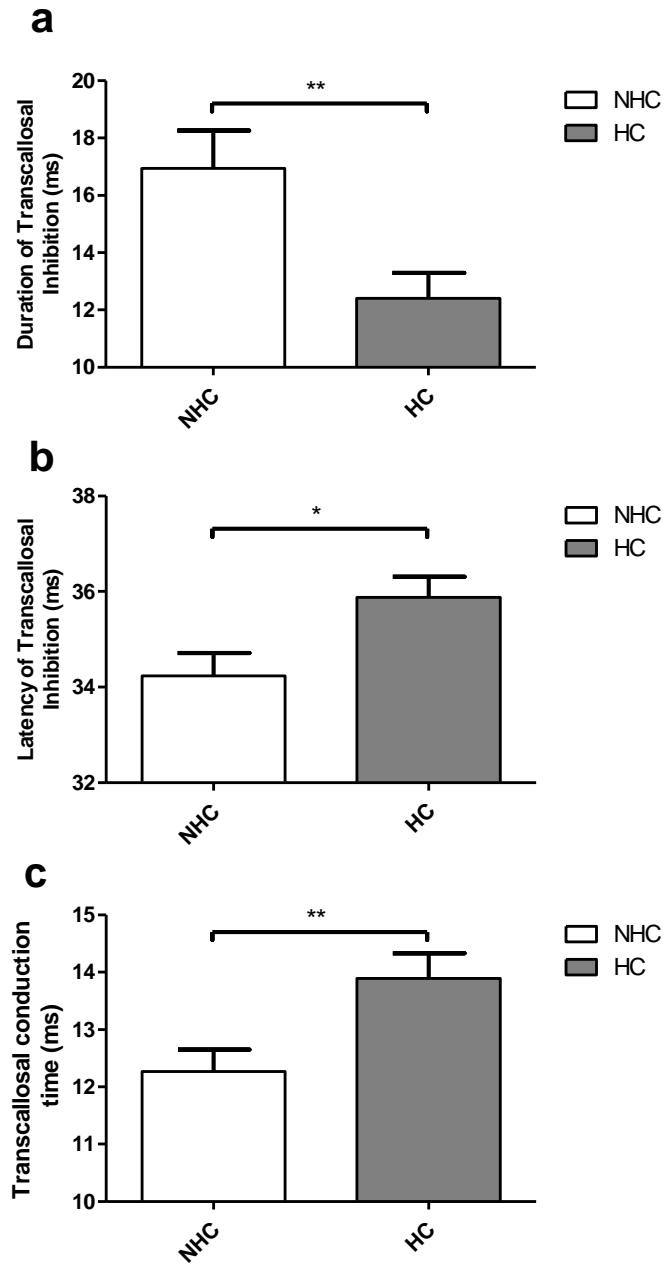 a
Duration of Transcallosal
Inhibition (ms)
20
18
16
14
12
10
**
NHC
HC
NHC
HC
b
Latency of Transcallosal
Inhibition (ms)
38
36
34
32
*
NHC
HC
NHC
HC
c
Transcallosal conduction
time (ms)
15
14
13
12
11
10
**
NHC
HC
NHC
HC